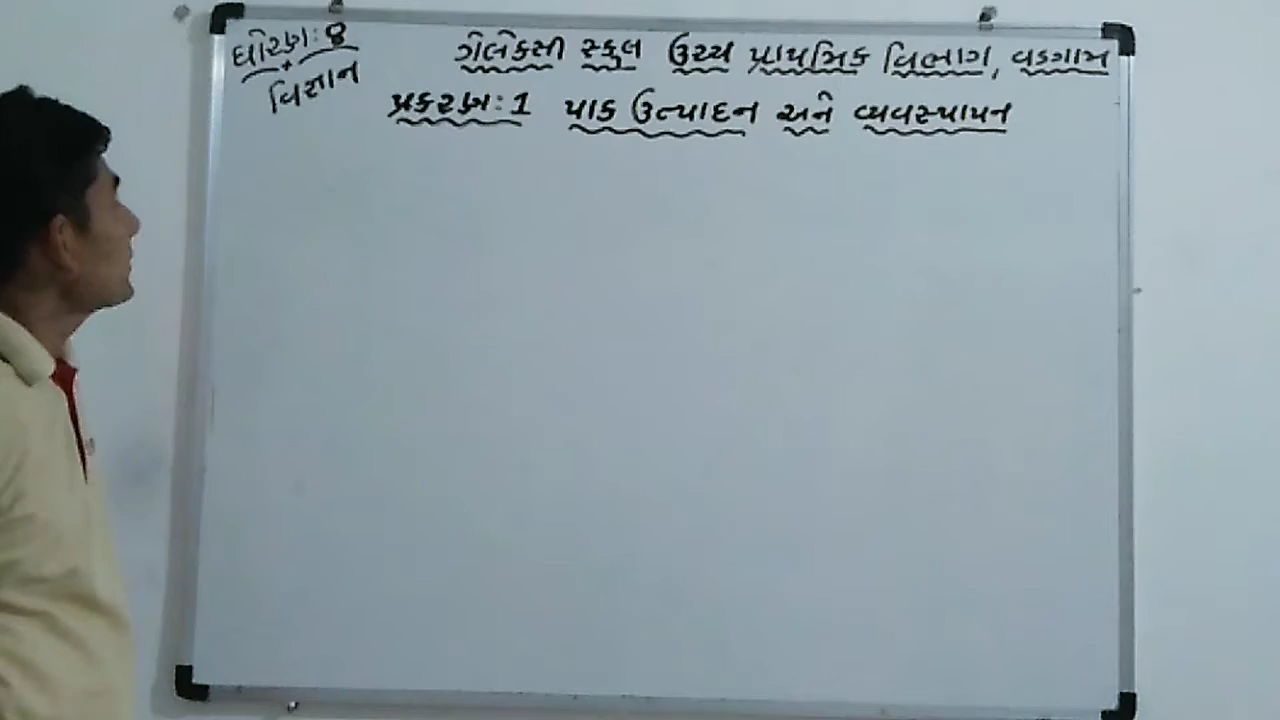 ધોરણ : 8
વિજ્ઞાન
ગેલેક્સી સ્કુલ ઉચ્ચ પ્રાથમિક વિભાગ, વડગામ
પ્રકરણ : 1 પાક ઉત્પાદન અને વ્યવસ્થાપન